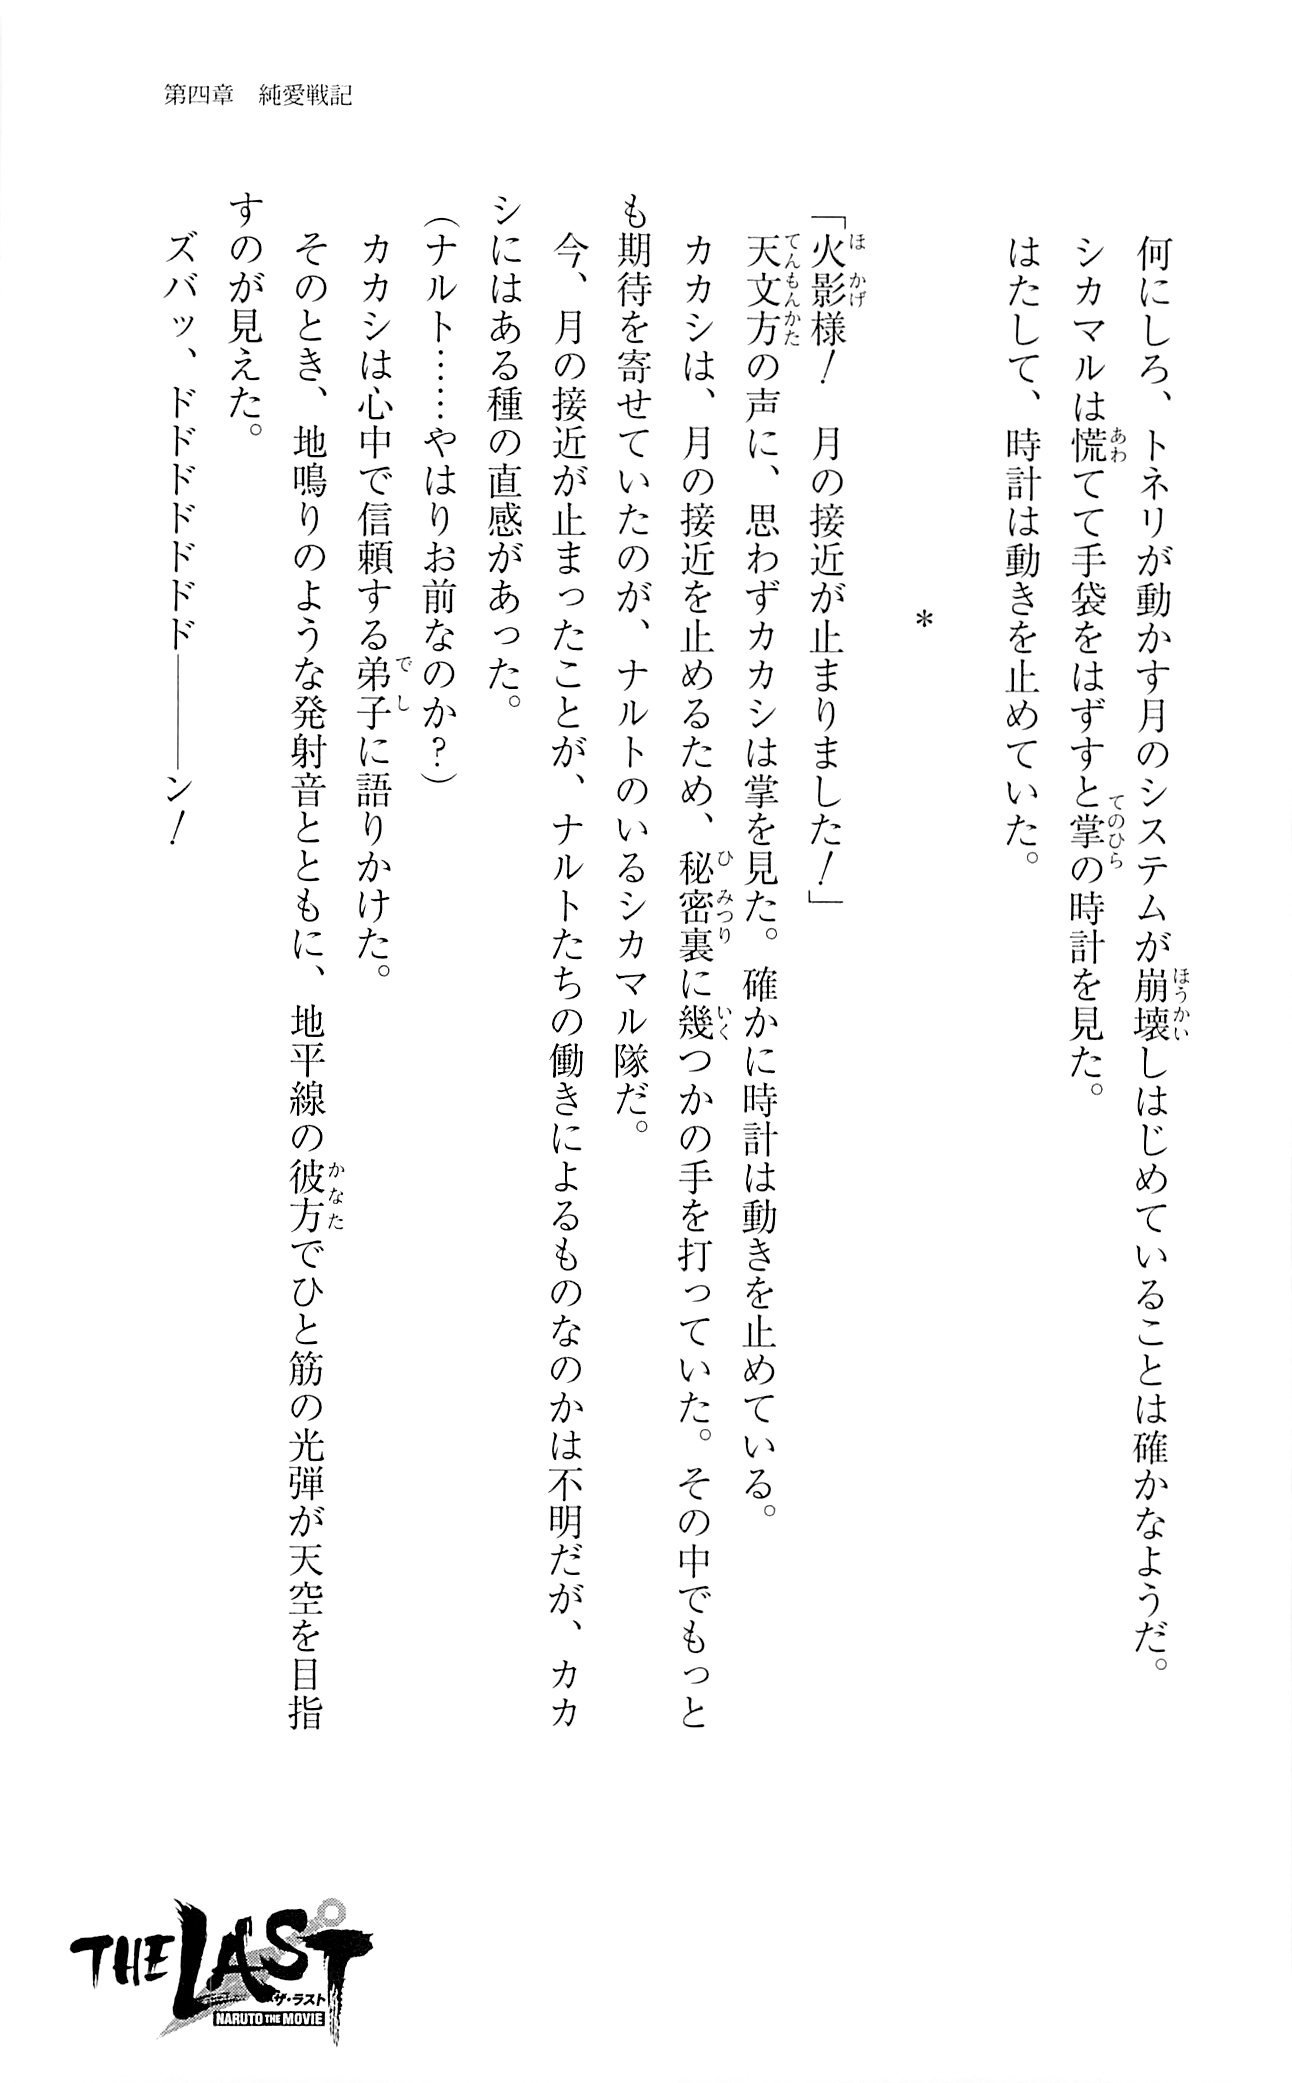 第四章　純愛戦記
何にしろ、トネリが動かす月のシステムが崩壊しはじめていることは確かなようだ。
シカマルは慌てて手袋をはずすと掌の時計を見た。
はたして、時計は動きを止めていた。
＊
「火影様！　月の接近が止まりました！」
天文方の声に、思わずカカシは掌を見た。確かに時計は動きを止めている。
カカシは、月の接近を止めるため、秘密裏に幾つかの手を打っていた。その中でもっと
も期待を寄せていたのが、ナルトのいるシカマル隊だ。
今、月の接近が止まったことが、ナルトたちの働きによるものなのかは不明だが、カカ
シにはある種の直感があった。
（ナルト……やはりお前なのか？）
カカシは心中で信頼する弟子に語りかけた。
そのとき、地鳴りのような発射音とともに、地平線の彼方でひと筋の光弾が天空を目指
すのが見えた。
ズバッ、ドドドドドドド―――ン！
THE LAST
ザ・ラスト
NARUTO THE MOVIE